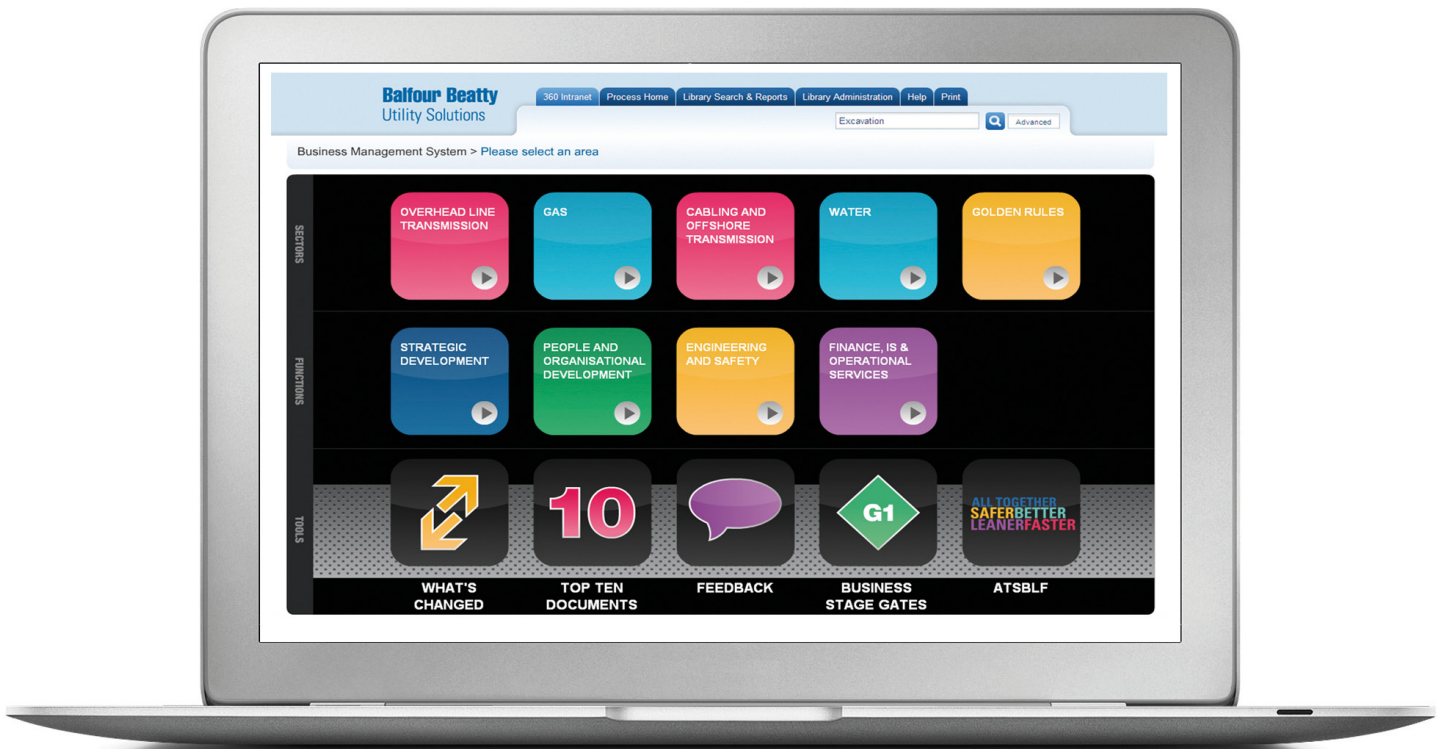 Balfour Beatty
Utility Solutions
360 Intranet Process Home Library Search & Reports Library Administration Help Print
Excavation
Advanced
Business Management System > Please select an area
SECTORS
OVERHEAD LINE
TRANSMISSION
GAS
CABLING AND
OFFSHORE
TRANSMISSION
WATER
GOLDEN RULES
FUNCTIONS
STRATEGIC
DEVELOPMENT
PEOPLE AND
ORGANISATIONAL
DEVELOPMENT
ENGINEERING
AND SAFETY
FINANCE, IS &
OPERATIONAL
SERVICES
TOOLS
10
G1
ALL TOGETHER
SAFERBETTER
LEANERFASTER
WHAT'S
CHANGED
TOP TEN
DOCUMENTS
FEEDBACK
BUSINESS
STAGE GATES
ATSBLF